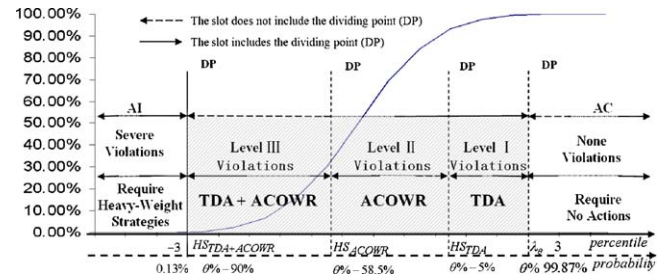 100.00%
90.00%
80.00%
70.00%
60.00%
50.00%
40.00%
30.00%
20.00%
10.00%
0.00%
The slot does not include the dividing point (DP)
The slot includes the dividing point (DP)
DP DP DP DP
AI AC
Severe Violations
Level III Violations
Level II Violations
Level I Violations
None Violations
Require Heavy-Weight Strategies
TDA + ACOWR
ACOWR
TDA
Require No Actions
-3 HS_TDA+ACOWR HS_ACOWR HS_TDA λ_θ 3 percentile
0.13% θ%-90% θ%-58.5% θ%-5% θ% 99.87% probability